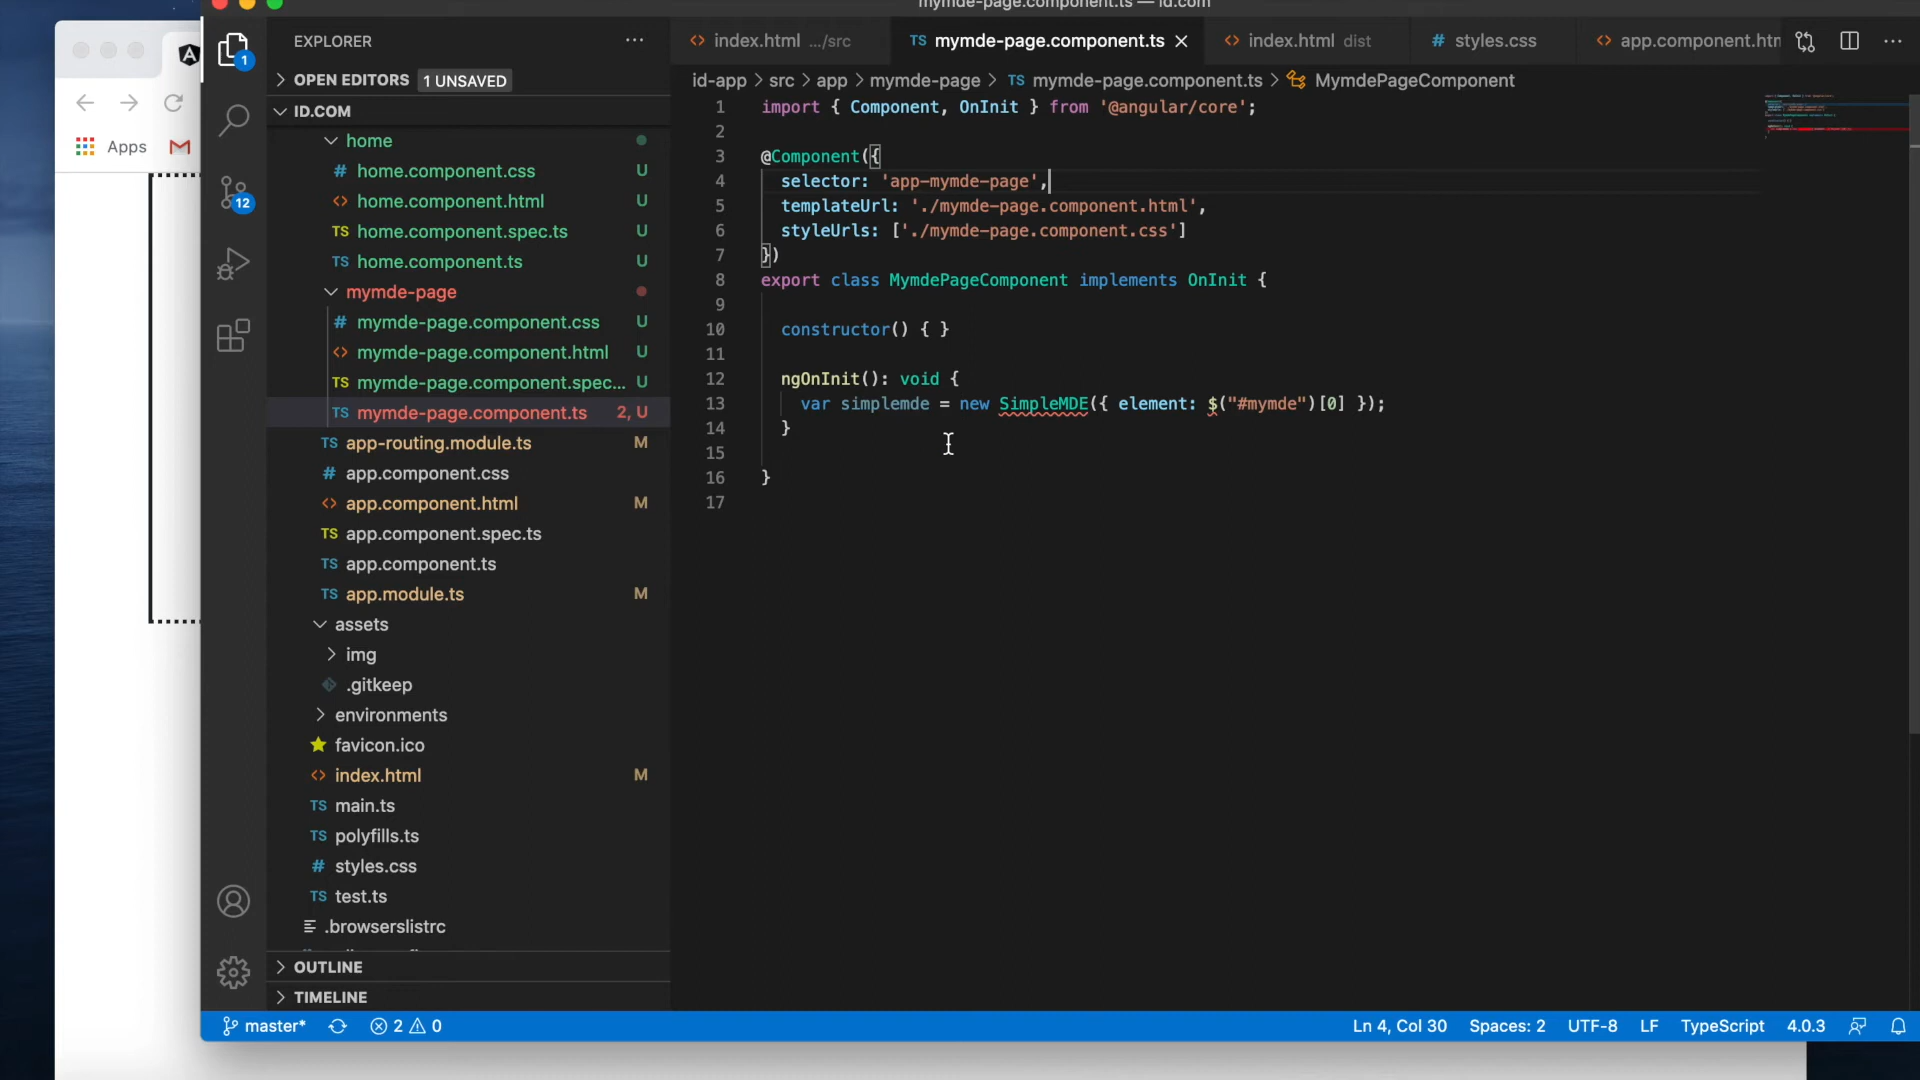 mymde-page.component.ts — id.com
EXPLORER
OPEN EDITORS 1 UNSAVED
ID.COM
home
home.component.css U
home.component.html U
home.component.spec.ts U
home.component.ts U
mymde-page
mymde-page.component.css U
mymde-page.component.html U
mymde-page.component.spec... U
mymde-page.component.ts 2, U
app-routing.module.ts M
app.component.css
app.component.html M
app.component.spec.ts
app.component.ts
app.module.ts M
assets
img
.gitkeep
environments
favicon.ico
index.html M
main.ts
polyfills.ts
styles.css
test.ts
.browserslistrc
OUTLINE
TIMELINE
Apps
1
12
index.html .../src
TS mymde-page.component.ts
index.html dist
# styles.css
app.component.htm
id-app > src > app > mymde-page > TS mymde-page.component.ts > MymdePageComponent
1 import { Component, OnInit } from '@angular/core';
2
3 @Component({
4 selector: 'app-mymde-page',
5 templateUrl: './mymde-page.component.html',
6 styleUrls: ['./mymde-page.component.css']
7 })
8 export class MymdePageComponent implements OnInit {
9
10 constructor() { }
11
12 ngOnInit(): void {
13 var simplemde = new SimpleMDE({ element: $("#mymde")[0] });
14 }
15
16 }
17
master* 2 0 Ln 4, Col 30 Spaces: 2 UTF-8 LF TypeScript 4.0.3